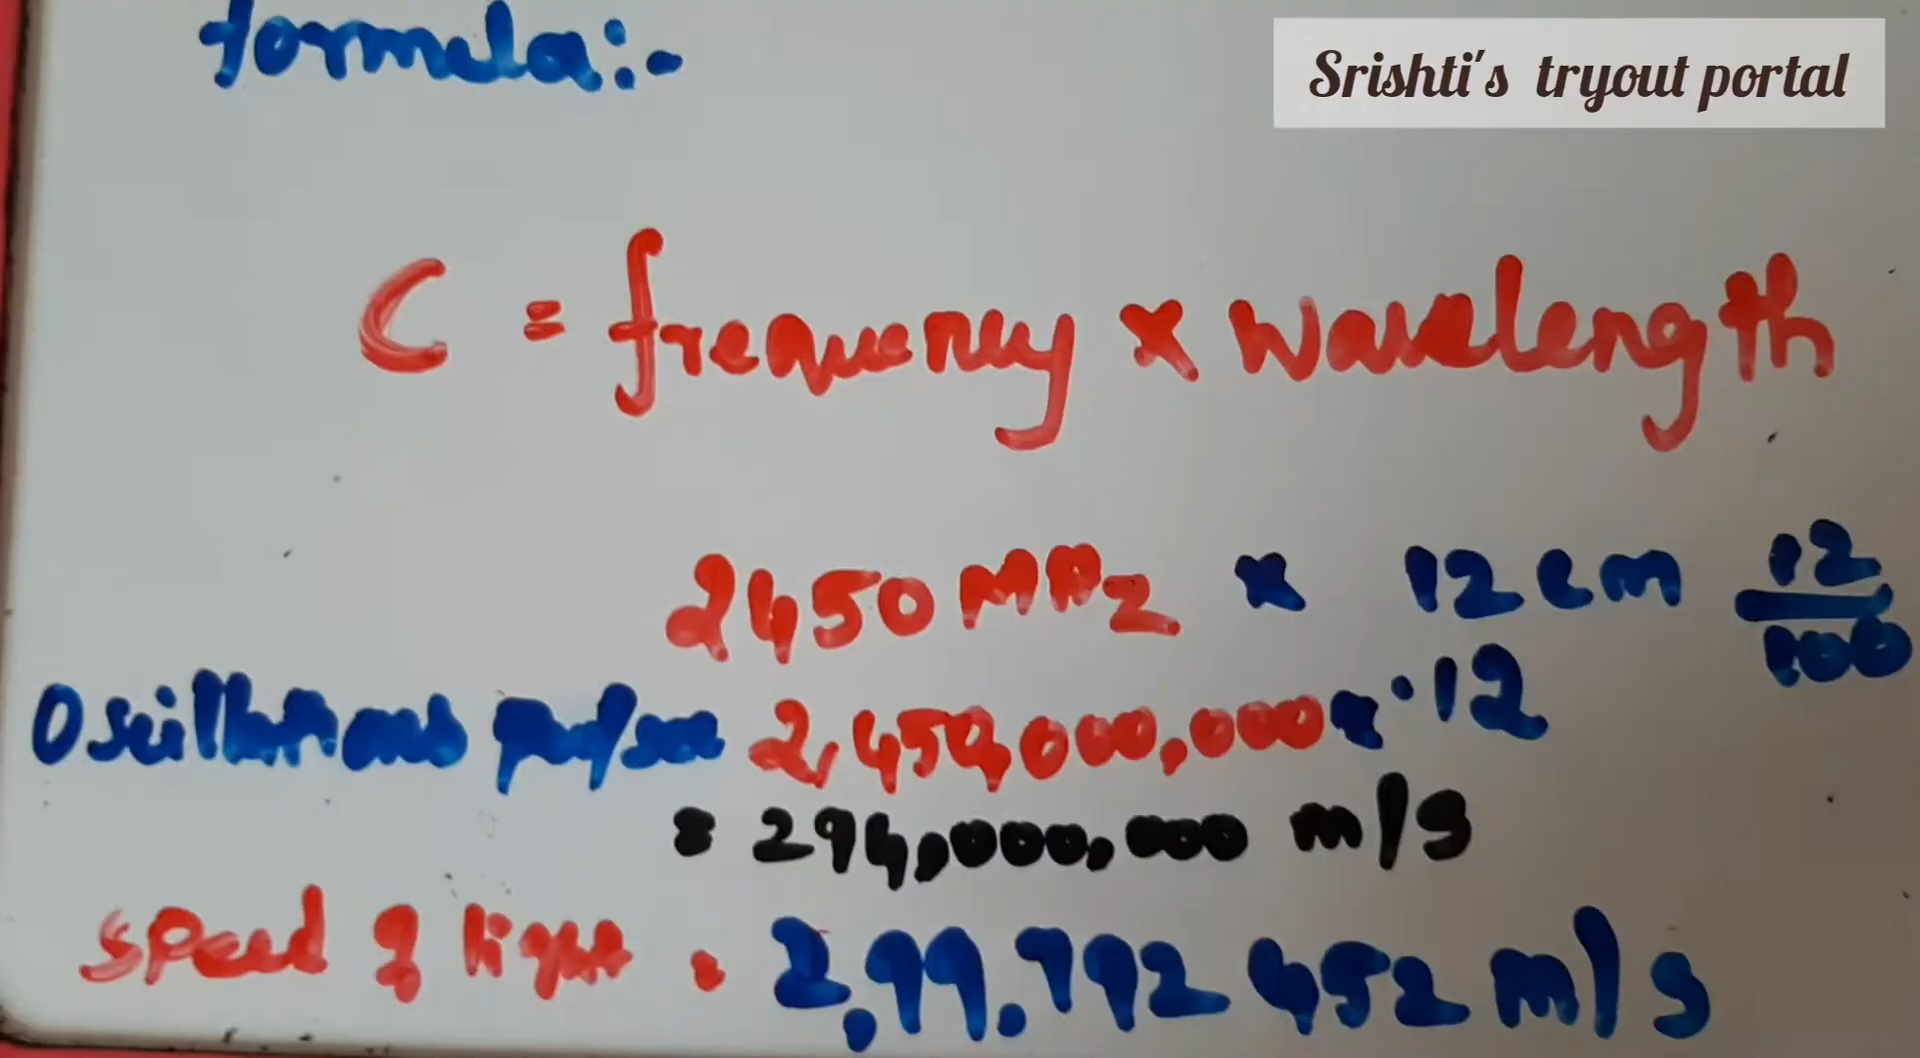 formula:-
Srishti's tryout portal
C = frequency x wavelength
2450 MHz x 12 cm 12/100
Oscillations per/sec 2,450,000,000 x .12
= 294,000,000 m/s
speed of light = 2,99,792 452 m/s